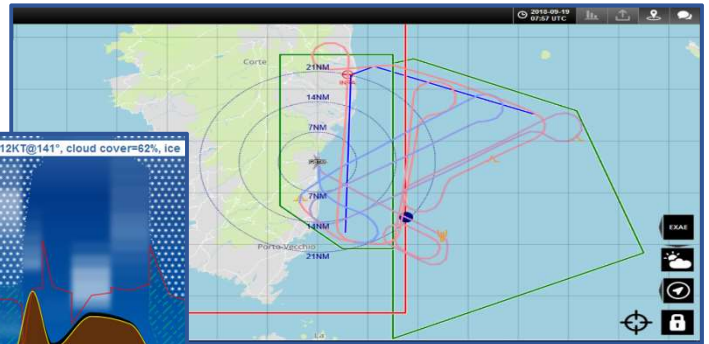 2018-09-19
07:57 UTC
Corte
21NM
14NM
7NM
7NM
14NM
Porto-Vecchio
21NM
La
EXAE
12KT@141°, cloud cover=62%, ice